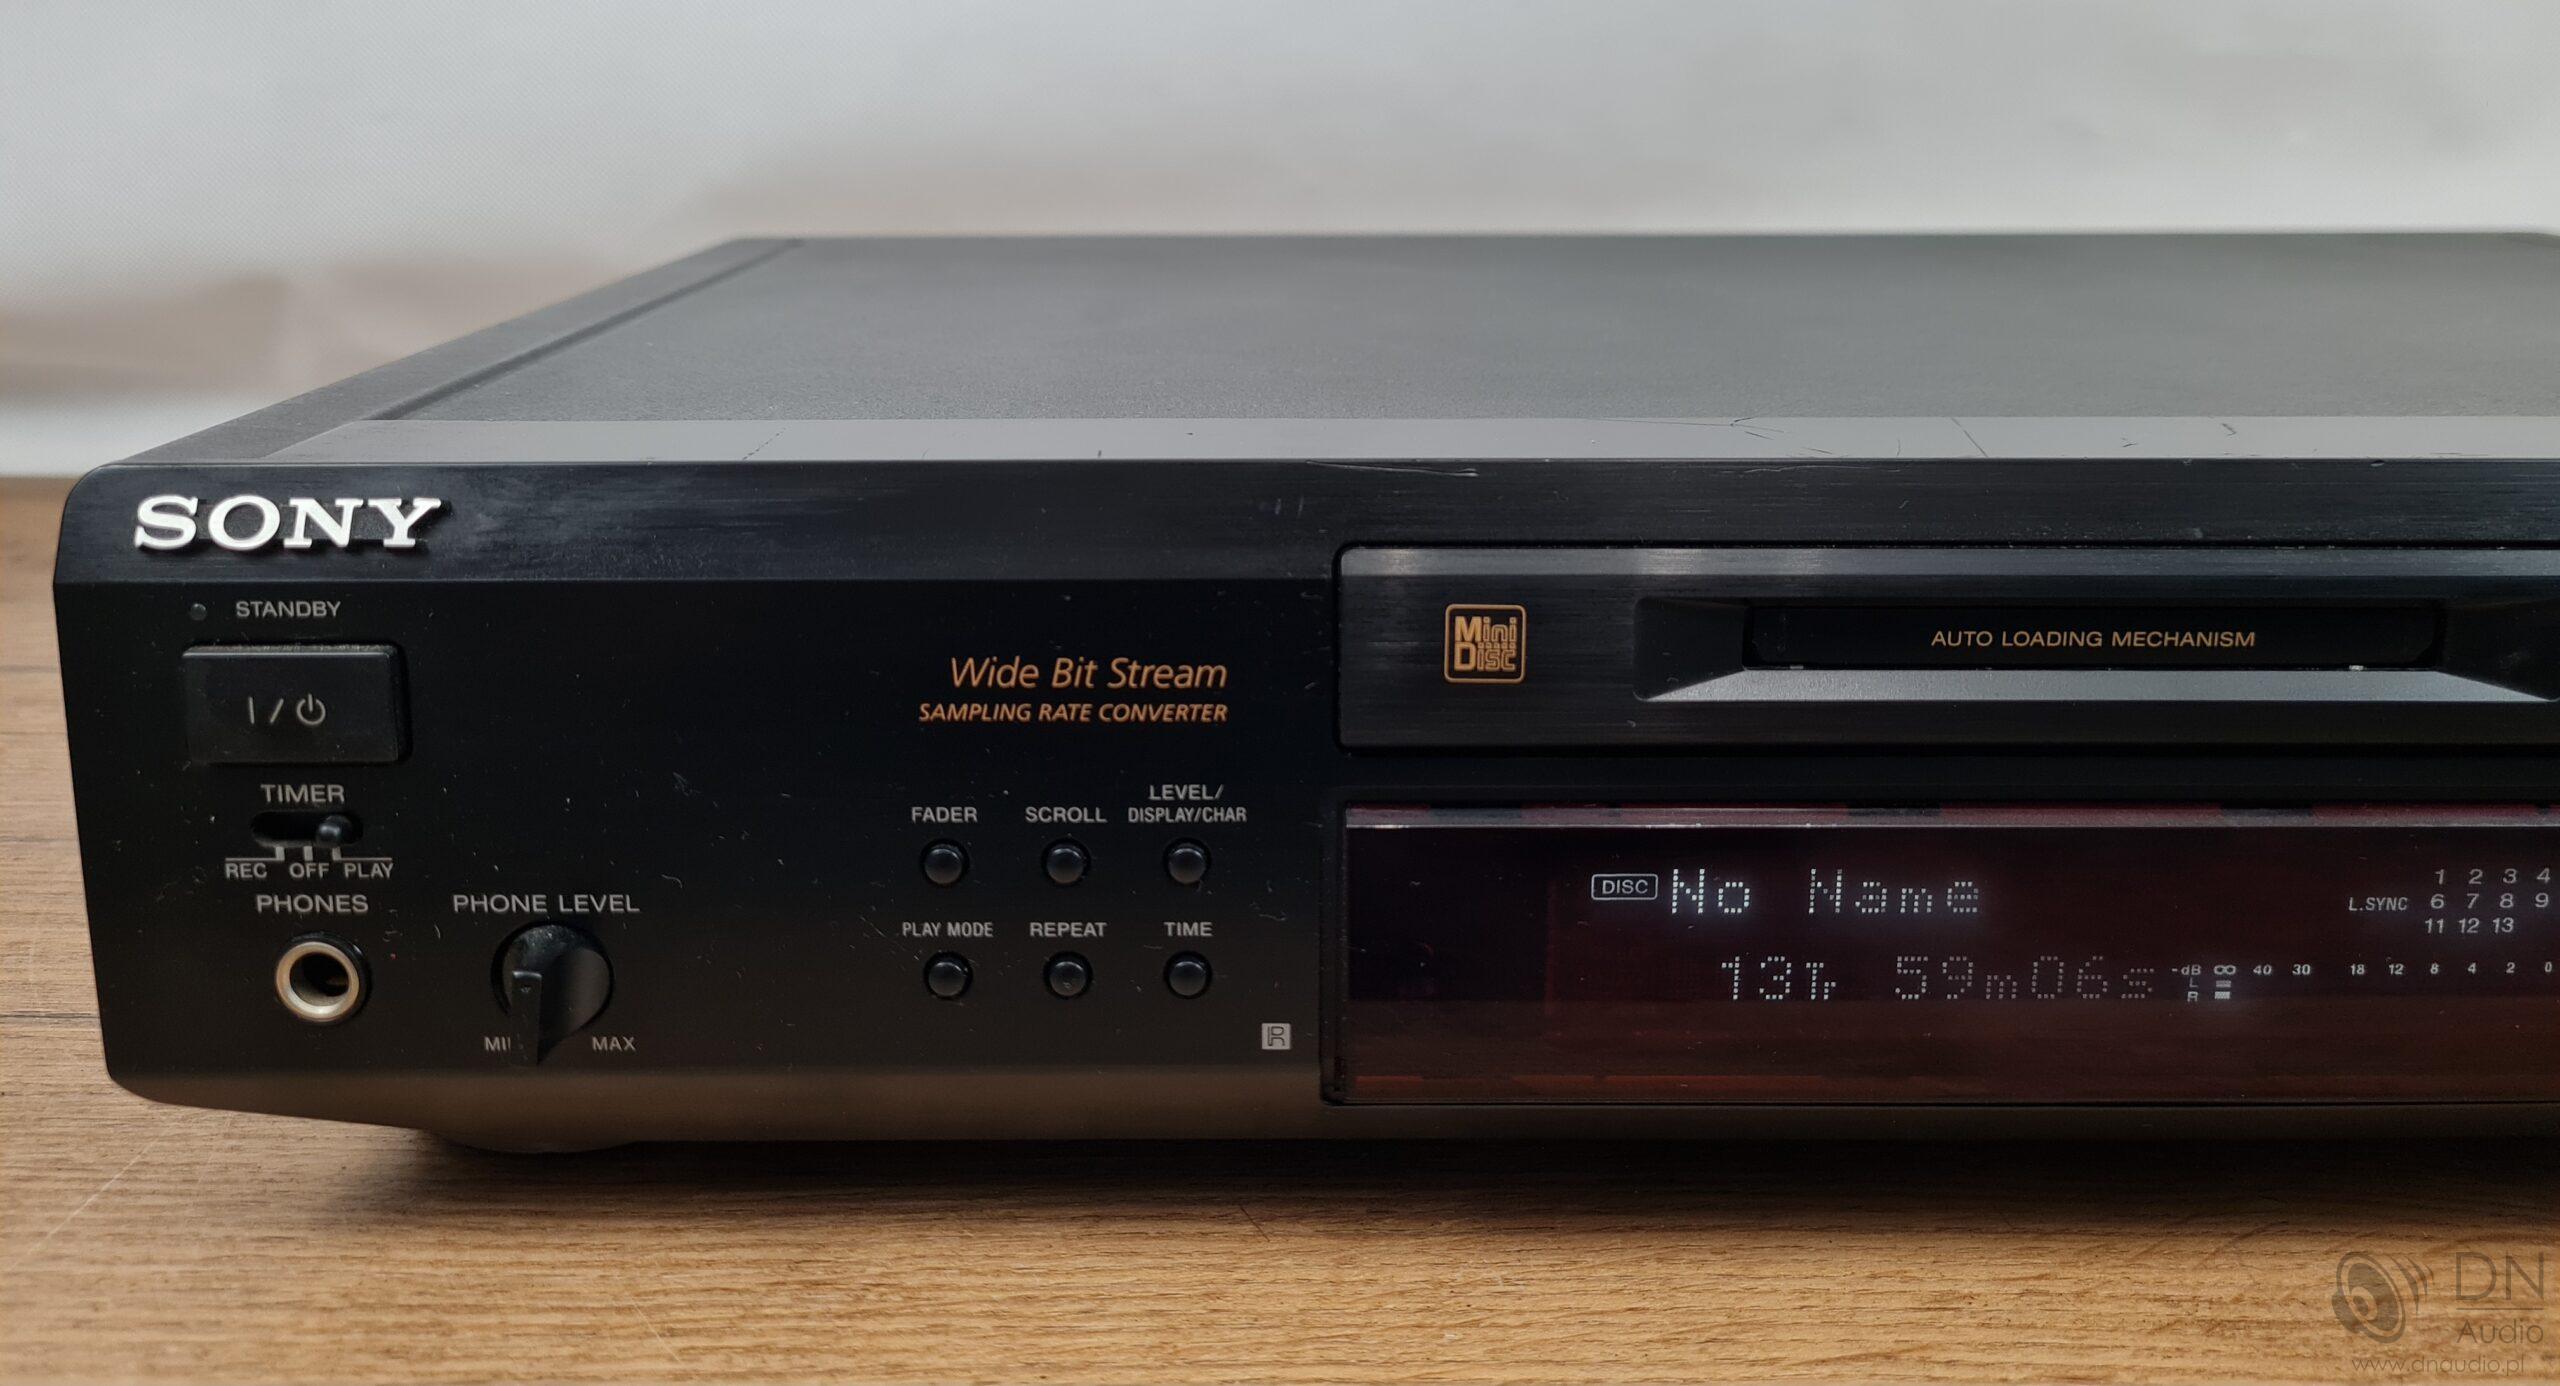 SONY
STANDBY
I / ⏻
TIMER
REC OFF PLAY
PHONES
PHONE LEVEL
MAX
Wide Bit Stream
SAMPLING RATE CONVERTER
FADER SCROLL LEVEL/
DISPLAY/CHAR
PLAY MODE REPEAT TIME
R
Mini
Disc
AUTO LOADING MECHANISM
DISC No Name
13Tr 59m06s
L.SYNC
1 2 3 4
6 7 8 9
11 12 13
-dB ∞ 40 30 18 12 8 4 2 0
L
R
DN
Audio
www.dnaudio.pl